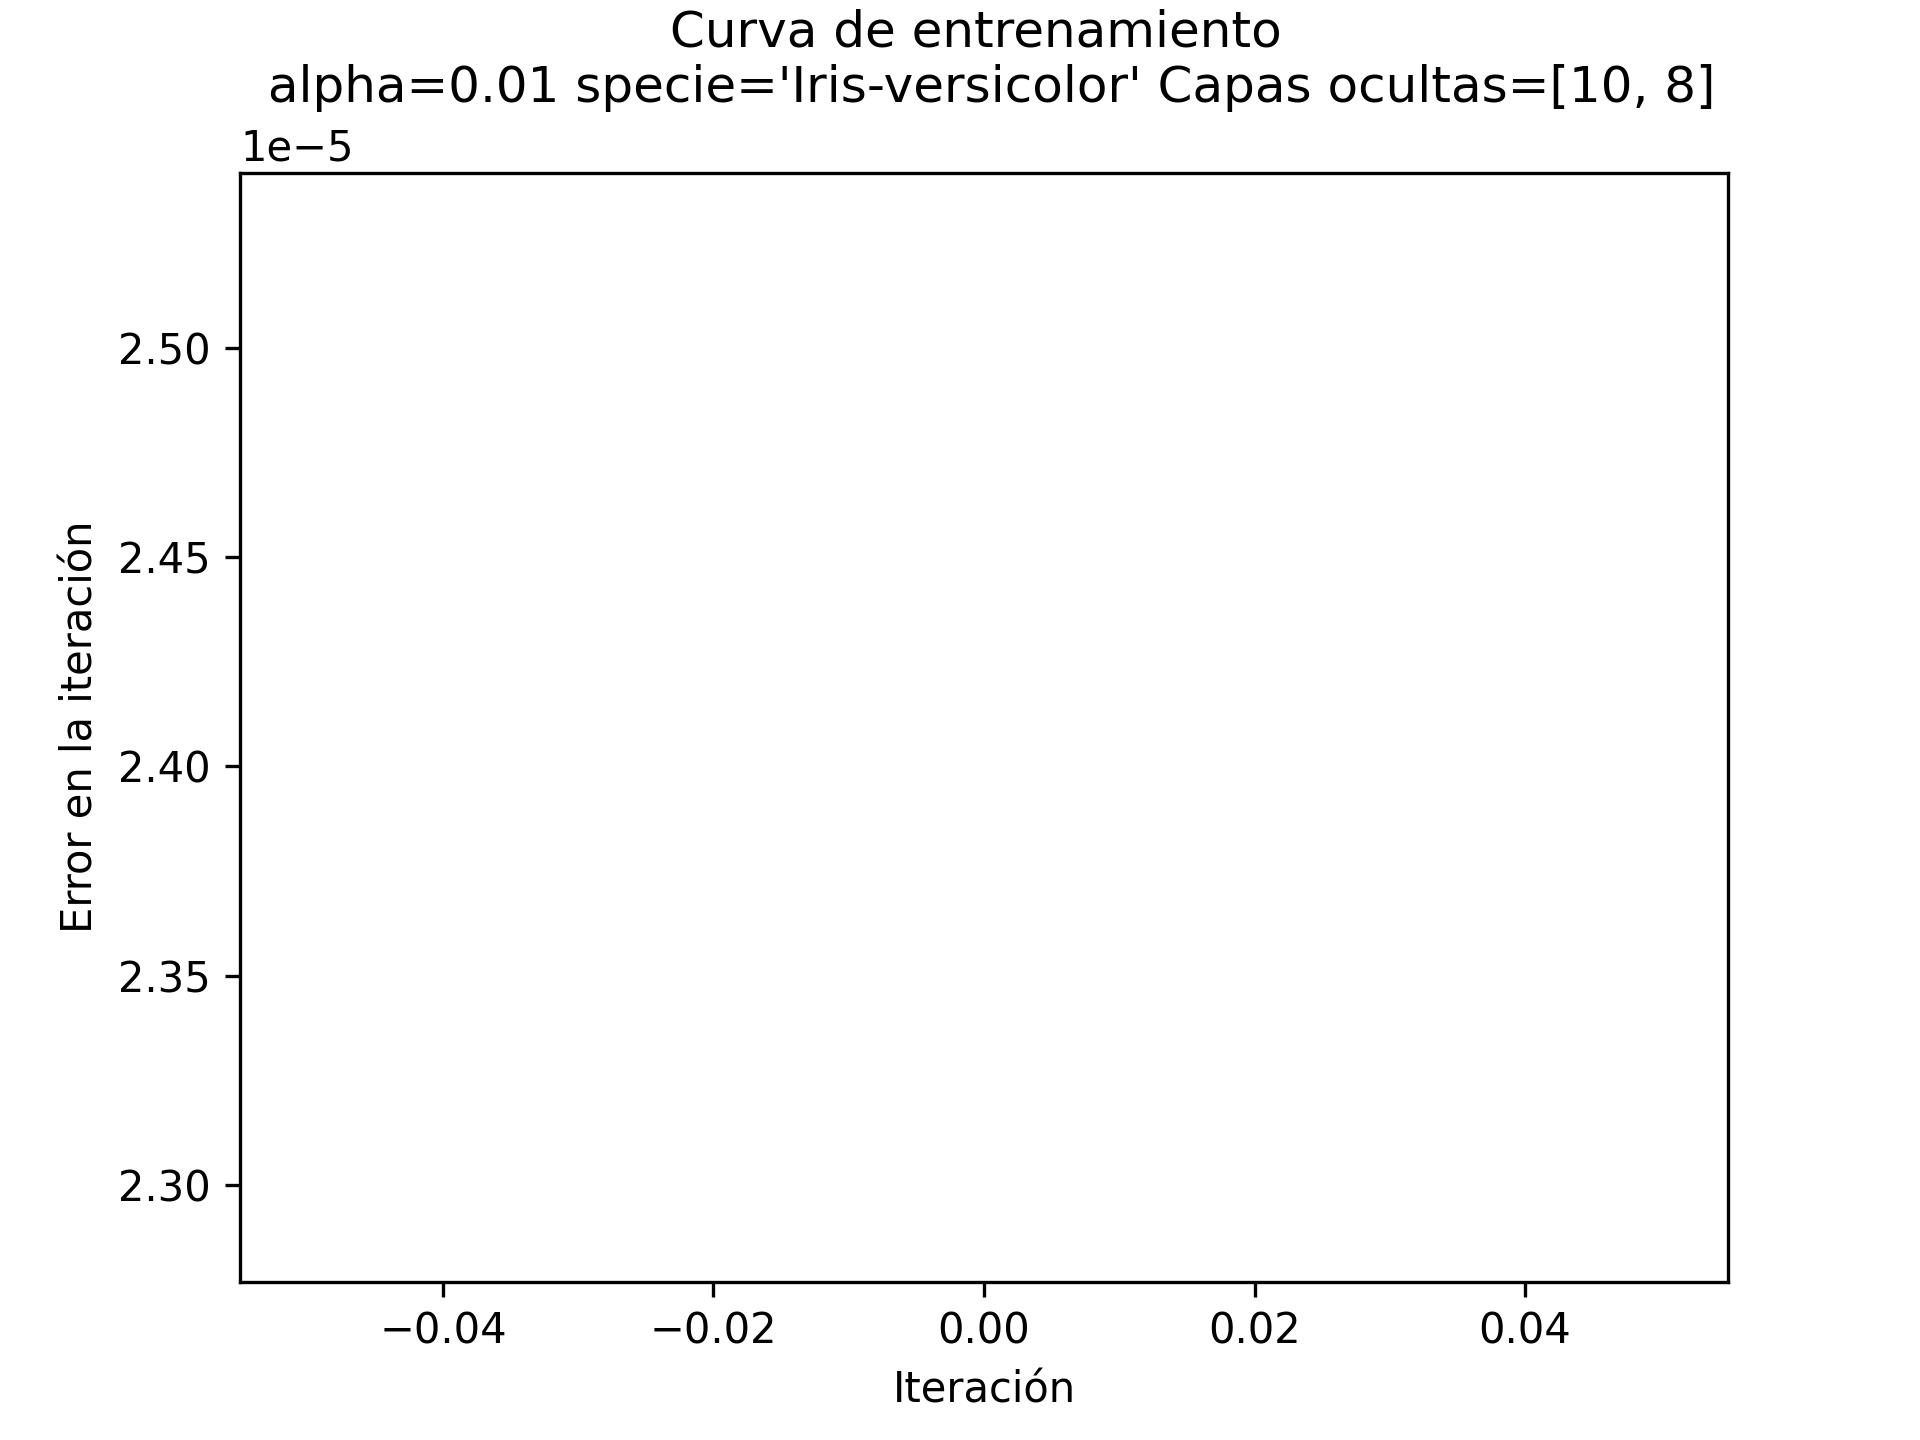 Curva de entrenamiento
alpha=0.01 specie='Iris-versicolor' Capas ocultas=[10, 8]
1e−5
2.50
2.45
2.40
2.35
2.30
Error en la iteración
−0.04 −0.02 0.00 0.02 0.04
Iteración